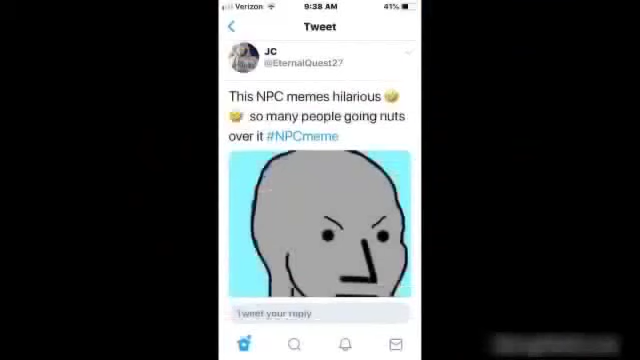 Verizon 9:38 AM 41%
Tweet
JC
@EternalQuest27
This NPC memes hilarious 🤣
🤣 so many people going nuts
over it #NPCmeme
Tweet your reply